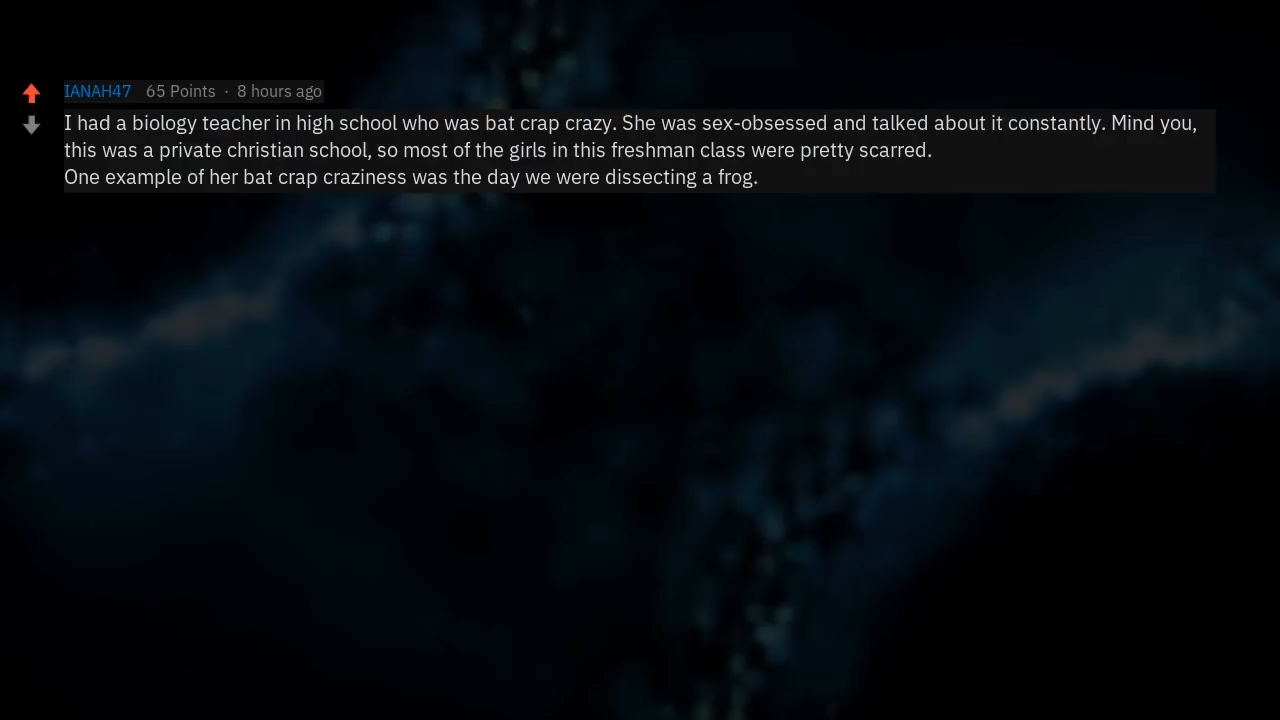 IANAH47 65 Points · 8 hours ago
I had a biology teacher in high school who was bat crap crazy. She was sex-obsessed and talked about it constantly. Mind you,
this was a private christian school, so most of the girls in this freshman class were pretty scarred.
One example of her bat crap craziness was the day we were dissecting a frog.